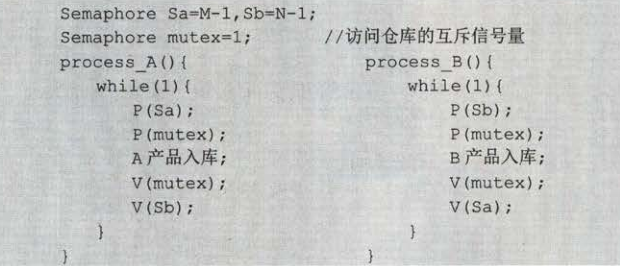 Semaphore Sa=M-1,Sb=N-1;
Semaphore mutex=1; //访问仓库的互斥信号量
process_A(){ process_B(){
while(1){ while(1){
P(Sa); P(Sb);
P(mutex); P(mutex);
A产品入库; B产品入库;
V(mutex); V(mutex);
V(Sb); V(Sa);
} }
} }